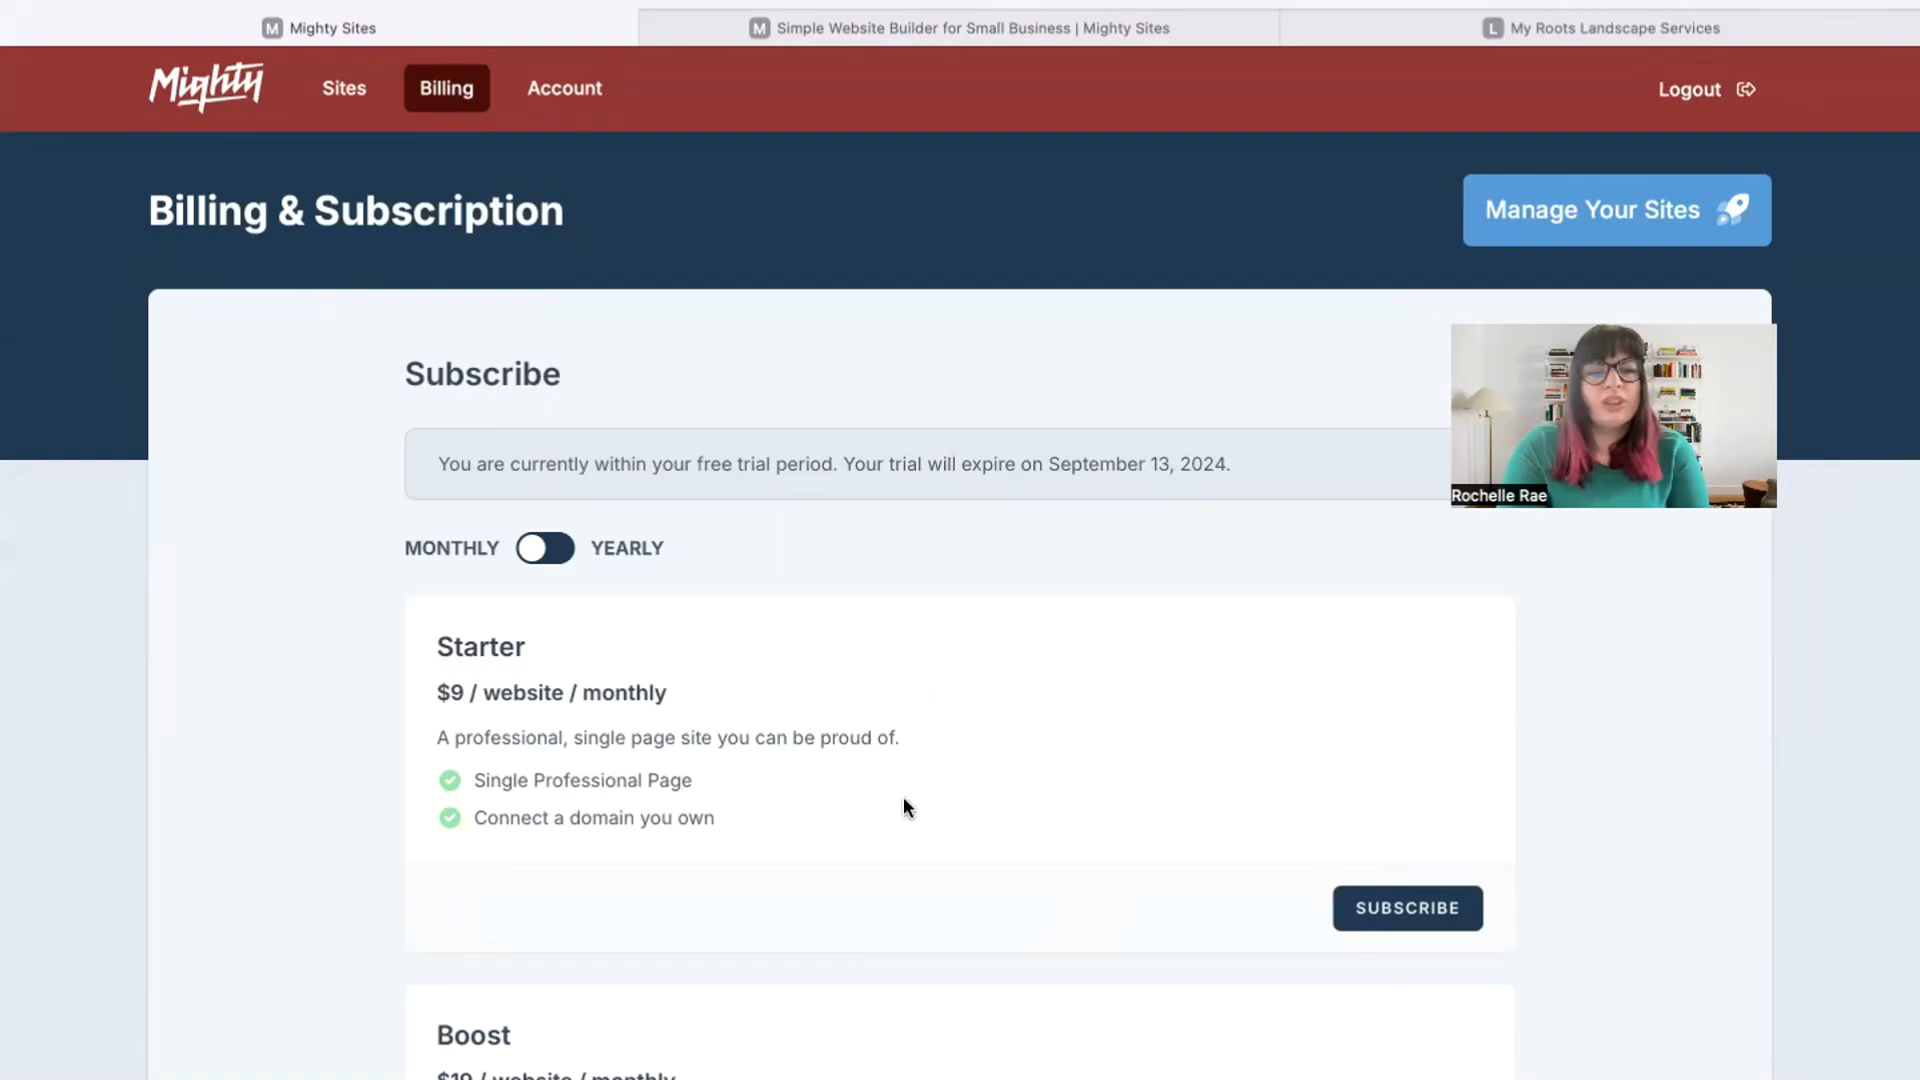 M Mighty Sites
M Simple Website Builder for Small Business | Mighty Sites
L My Roots Landscape Services
Mighty Sites Billing Account Logout
Billing & Subscription
Manage Your Sites
Subscribe
You are currently within your free trial period. Your trial will expire on September 13, 2024.
Rochelle Rae
MONTHLY YEARLY
Starter
$9 / website / monthly
A professional, single page site you can be proud of.
Single Professional Page
Connect a domain you own
SUBSCRIBE
Boost
$19 / website / monthly